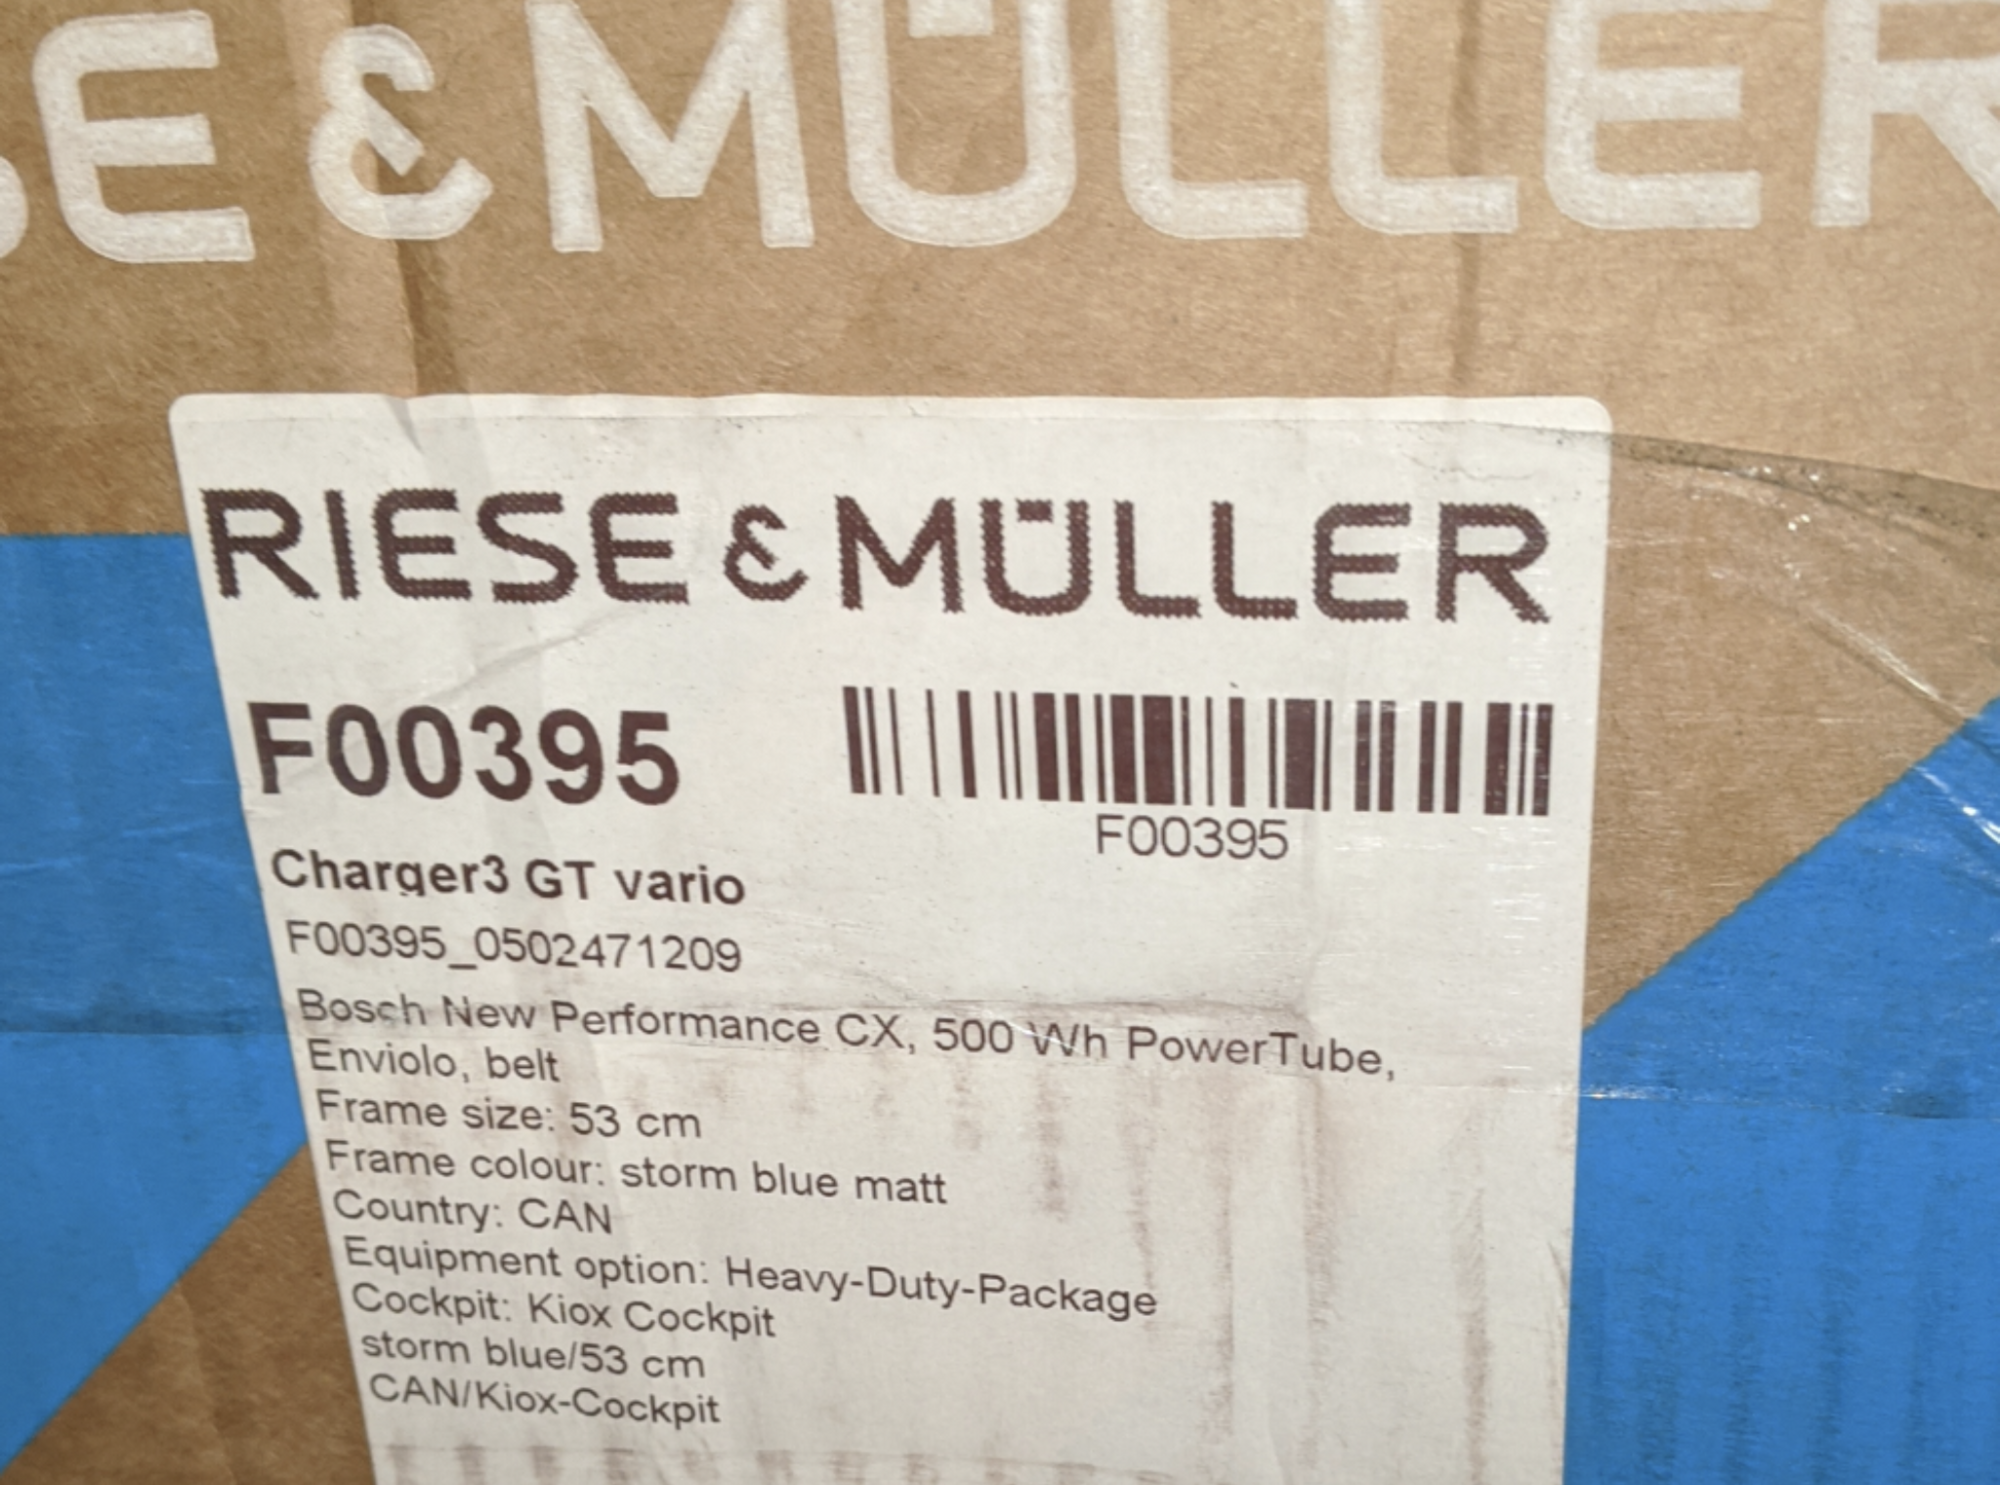 SE & MÜLLER
RIESE & MÜLLER
F00395
F00395
Charger3 GT vario
F00395_0502471209
Bosch New Performance CX, 500 Wh PowerTube,
Enviolo, belt
Frame size: 53 cm
Frame colour: storm blue matt
Country: CAN
Equipment option: Heavy-Duty-Package
Cockpit: Kiox Cockpit
storm blue/53 cm
CAN/Kiox-Cockpit